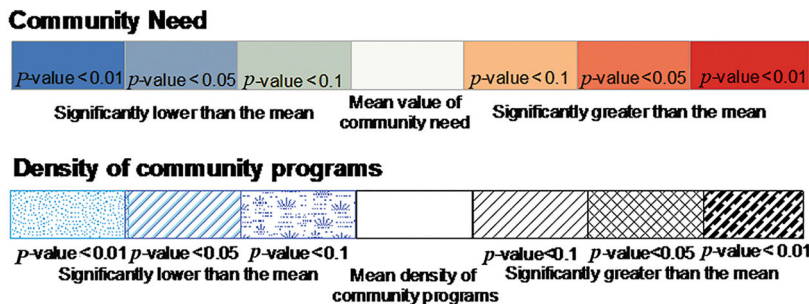 Community Need
P-value<0.01 p-value<0.05 p-value<0.1 p-value<0.1 p-value<0.05 p-value<0.01
Significantly lower than the mean Mean value of community need Significantly greater than the mean
Density of community programs
p-value<0.01 p-value<0.05 p-value<0.1 p-value<0.1 p-value<0.05 p-value<0.01
Significantly lower than the mean Mean density of community programs Significantly greater than the mean